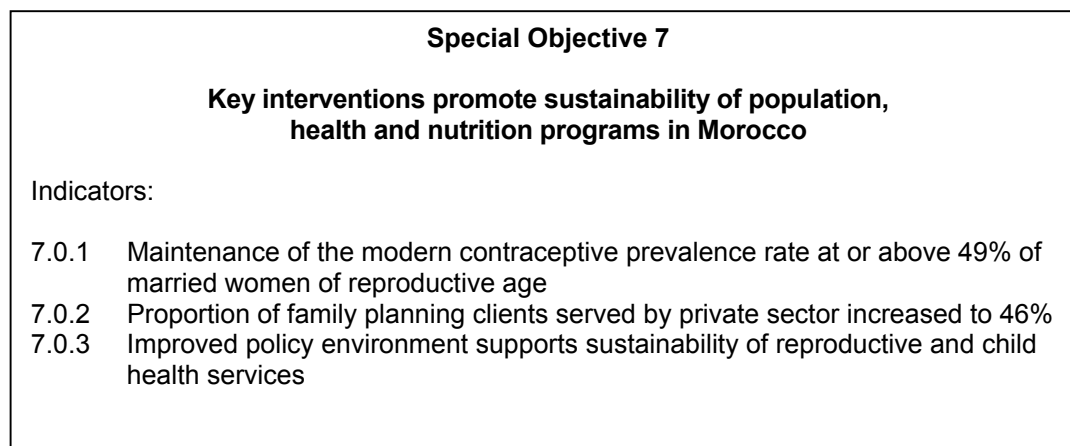 Special Objective 7
Key interventions promote sustainability of population,
health and nutrition programs in Morocco
Indicators:
7.0.1 Maintenance of the modern contraceptive prevalence rate at or above 49% of
married women of reproductive age
7.0.2 Proportion of family planning clients served by private sector increased to 46%
7.0.3 Improved policy environment supports sustainability of reproductive and child
health services